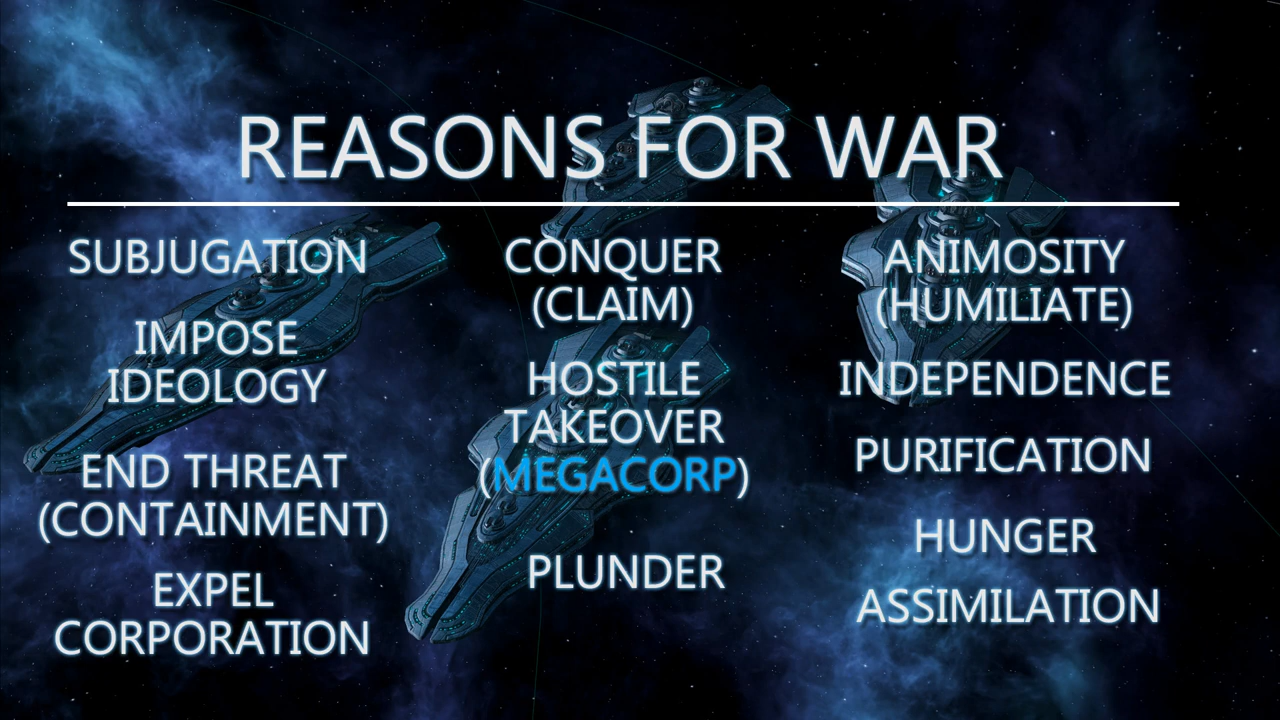 REASONS FOR WAR
SUBJUGATION
IMPOSE
IDEOLOGY
END THREAT
(CONTAINMENT)
EXPEL
CORPORATION
CONQUER
(CLAIM)
HOSTILE
TAKEOVER
(MEGACORP)
PLUNDER
ANIMOSITY
(HUMILIATE)
INDEPENDENCE
PURIFICATION
HUNGER
ASSIMILATION